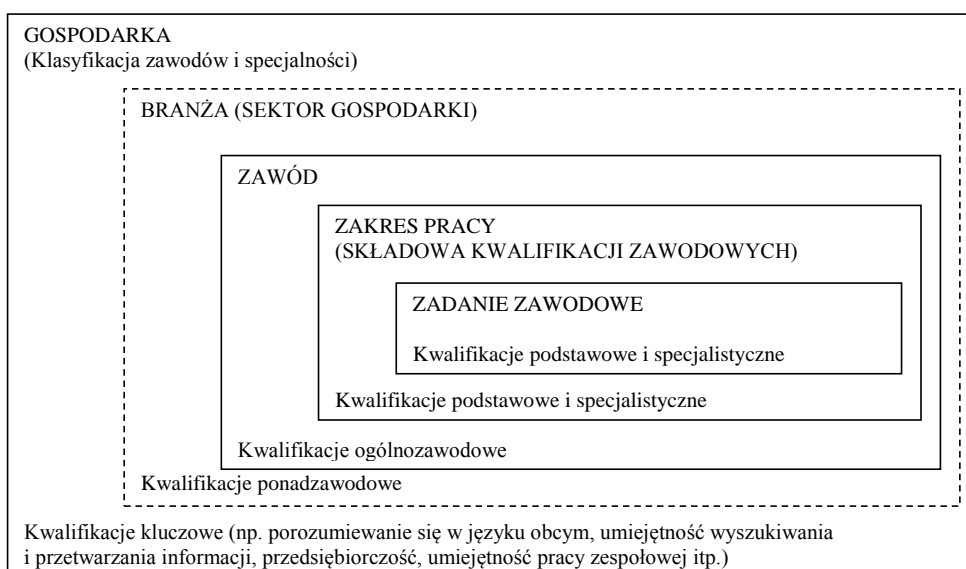 GOSPODARKA
(Klasyfikacja zawodów i specjalności)
BRANŻA (SEKTOR GOSPODARKI)
ZAWÓD
ZAKRES PRACY
(SKŁADOWA KWALIFIKACJI ZAWODOWYCH)
ZADANIE ZAWODOWE
Kwalifikacje podstawowe i specjalistyczne
Kwalifikacje podstawowe i specjalistyczne
Kwalifikacje ogólnozawodowe
Kwalifikacje ponadzawodowe
Kwalifikacje kluczowe (np. porozumiewanie się w języku obcym, umiejętność wyszukiwania
i przetwarzania informacji, przedsiębiorczość, umiejętność pracy zespołowej itp.)